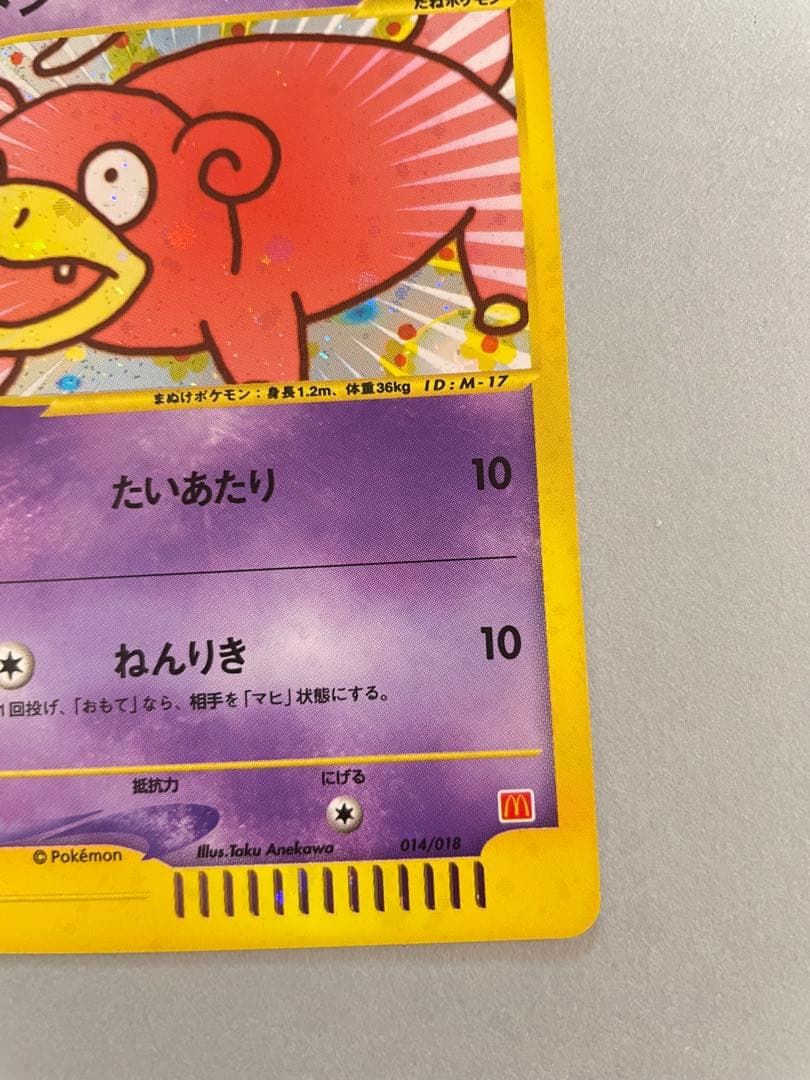 たねポケモン
まぬけポケモン：身長1.2m、体重36kg ID:M-17
たいあたり 10
ねんりき 10
1回投げ、「おもて」なら、相手を「マヒ」状態にする。
抵抗力 にげる
© Pokémon Illus.Taku Anekawa 014/018